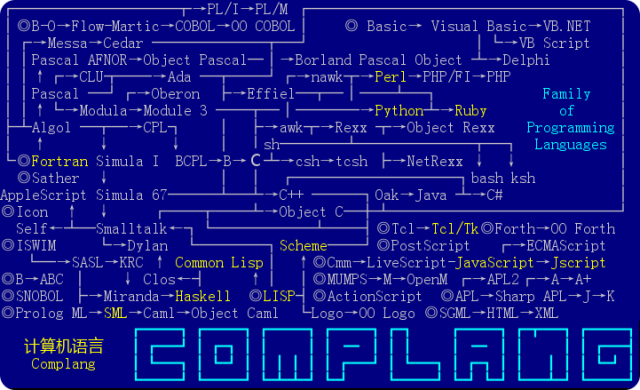 →PL/I→PL/M
◎B-O→Flow-Martic→COBOL→OO COBOL ◎ Basic→ Visual Basic→VB.NET
→Messa→Cedar →VB Script
Pascal AFNOR→Object Pascal →Borland Pascal Object →Delphi
↑ →CLU→Ada →nawk→Perl→PHP/FI→PHP
Pascal →Oberon →Effiel Family
↑ →Modula→Module 3 →Python→Ruby of
→Algol →CPL →awk→Rexx →Object Rexx Programming
↑ ↓ ↓ sh Languages
→◎Fortran Simula I BCPL→B→C→csh→tcsh →NetRexx ↓ ↓
◎Sather ↓ bash ksh
AppleScript Simula 67 →C++ Oak→Java →C#
◎Icon ↑ ↓ →Object C
Self← Smalltalk← ◎Tcl→Tcl/Tk◎Forth→OO Forth
◎ISWIM →Dylan Scheme ◎PostScript →ECMAScript
→SASL→KRC ↑ Common Lisp ↑ ◎Cmm→LiveScript→JavaScript→Jscript
◎B→ABC ↓ Clos← ↑ ◎MUMPS→M→OpenM →APL2→A→A+
◎SNOBOL →Miranda→Haskell ◎LISP ◎ActionScript ◎APL→Sharp APL→J→K
◎Prolog ML→SML→Caml→Object Caml →Logo→OO Logo ◎SGML→HTML→XML
计算机语言
Complang
COMPLANG